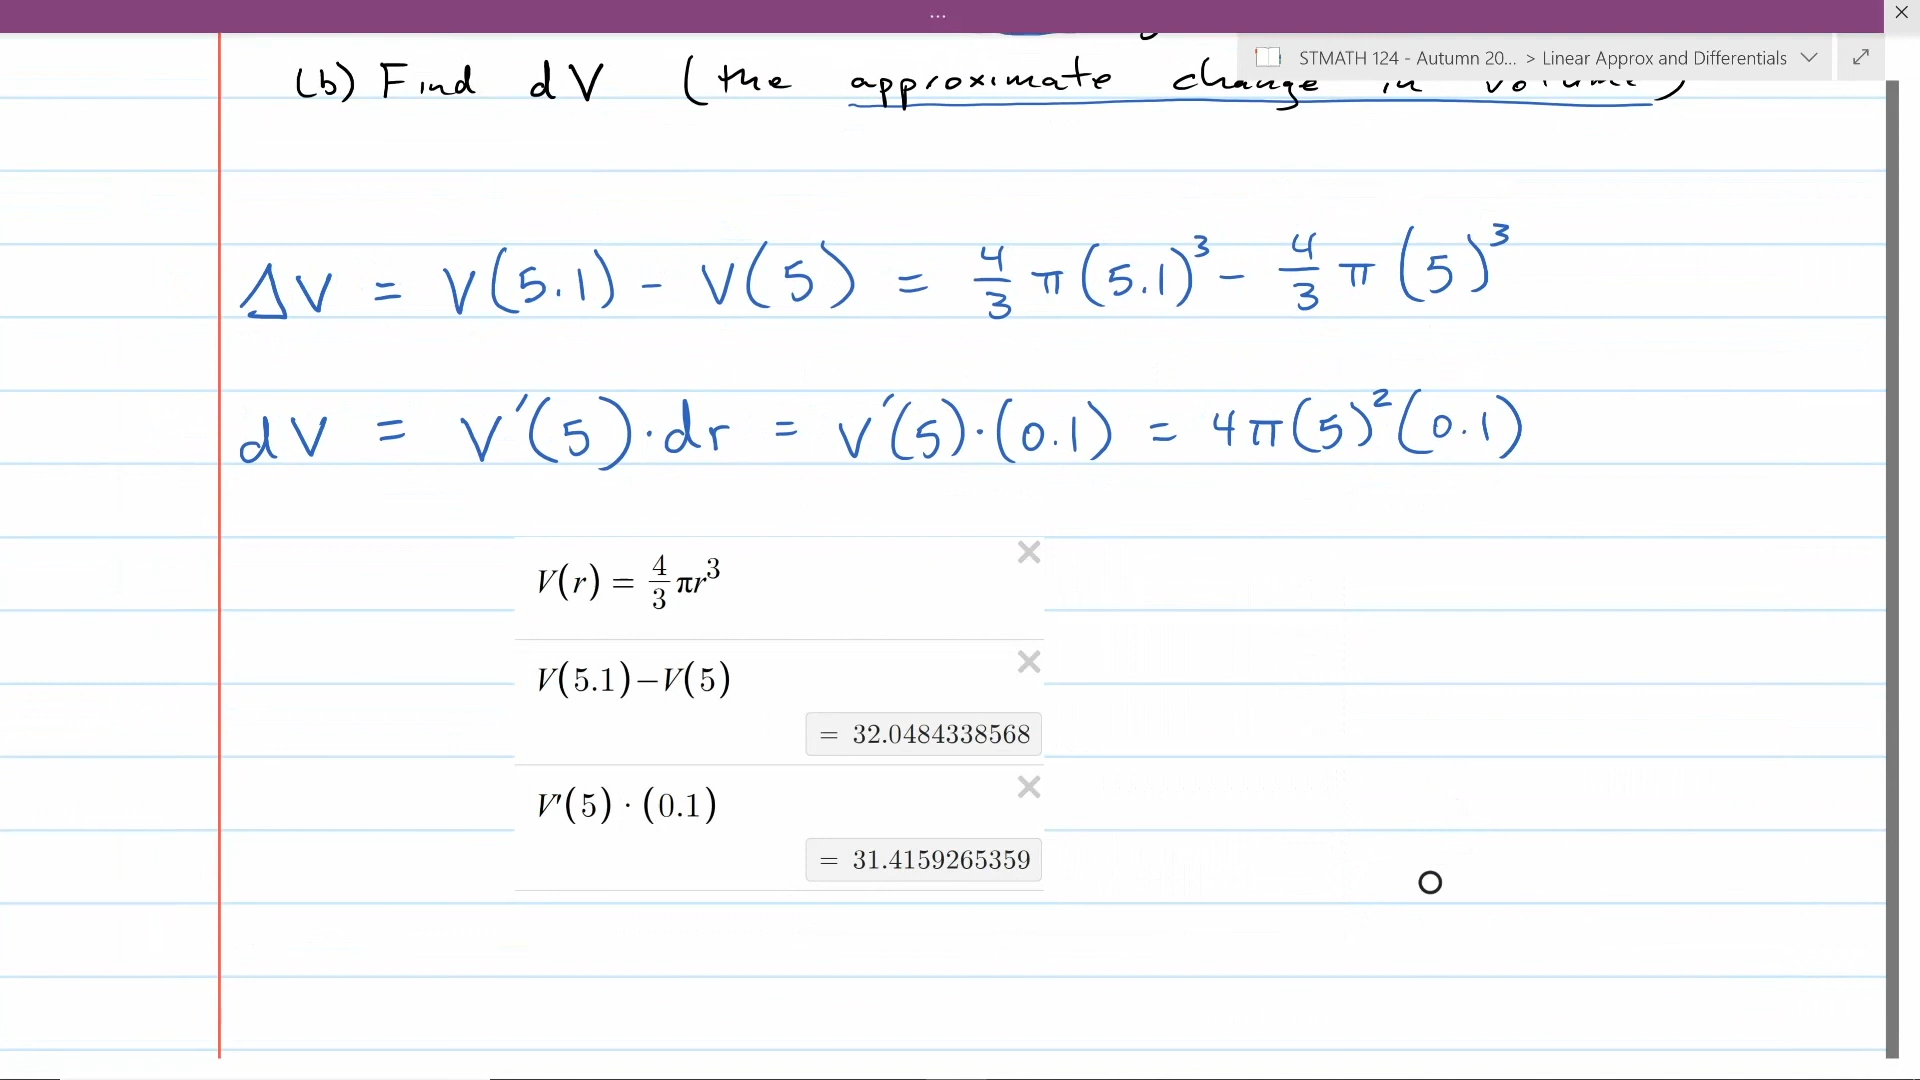 ...
STMATH 124 - Autumn 20... > Linear Approx and Differentials
(b) Find dV (the approximate change in volume)
ΔV = V(5.1) - V(5) = 4/3 π (5.1)³ - 4/3 π (5)³
dV = V'(5)·dr = V'(5)·(0.1) = 4π(5)²(0.1)
V(r) = 4/3 πr³
V(5.1)−V(5)
= 32.0484338568
V'(5) · (0.1)
= 31.4159265359